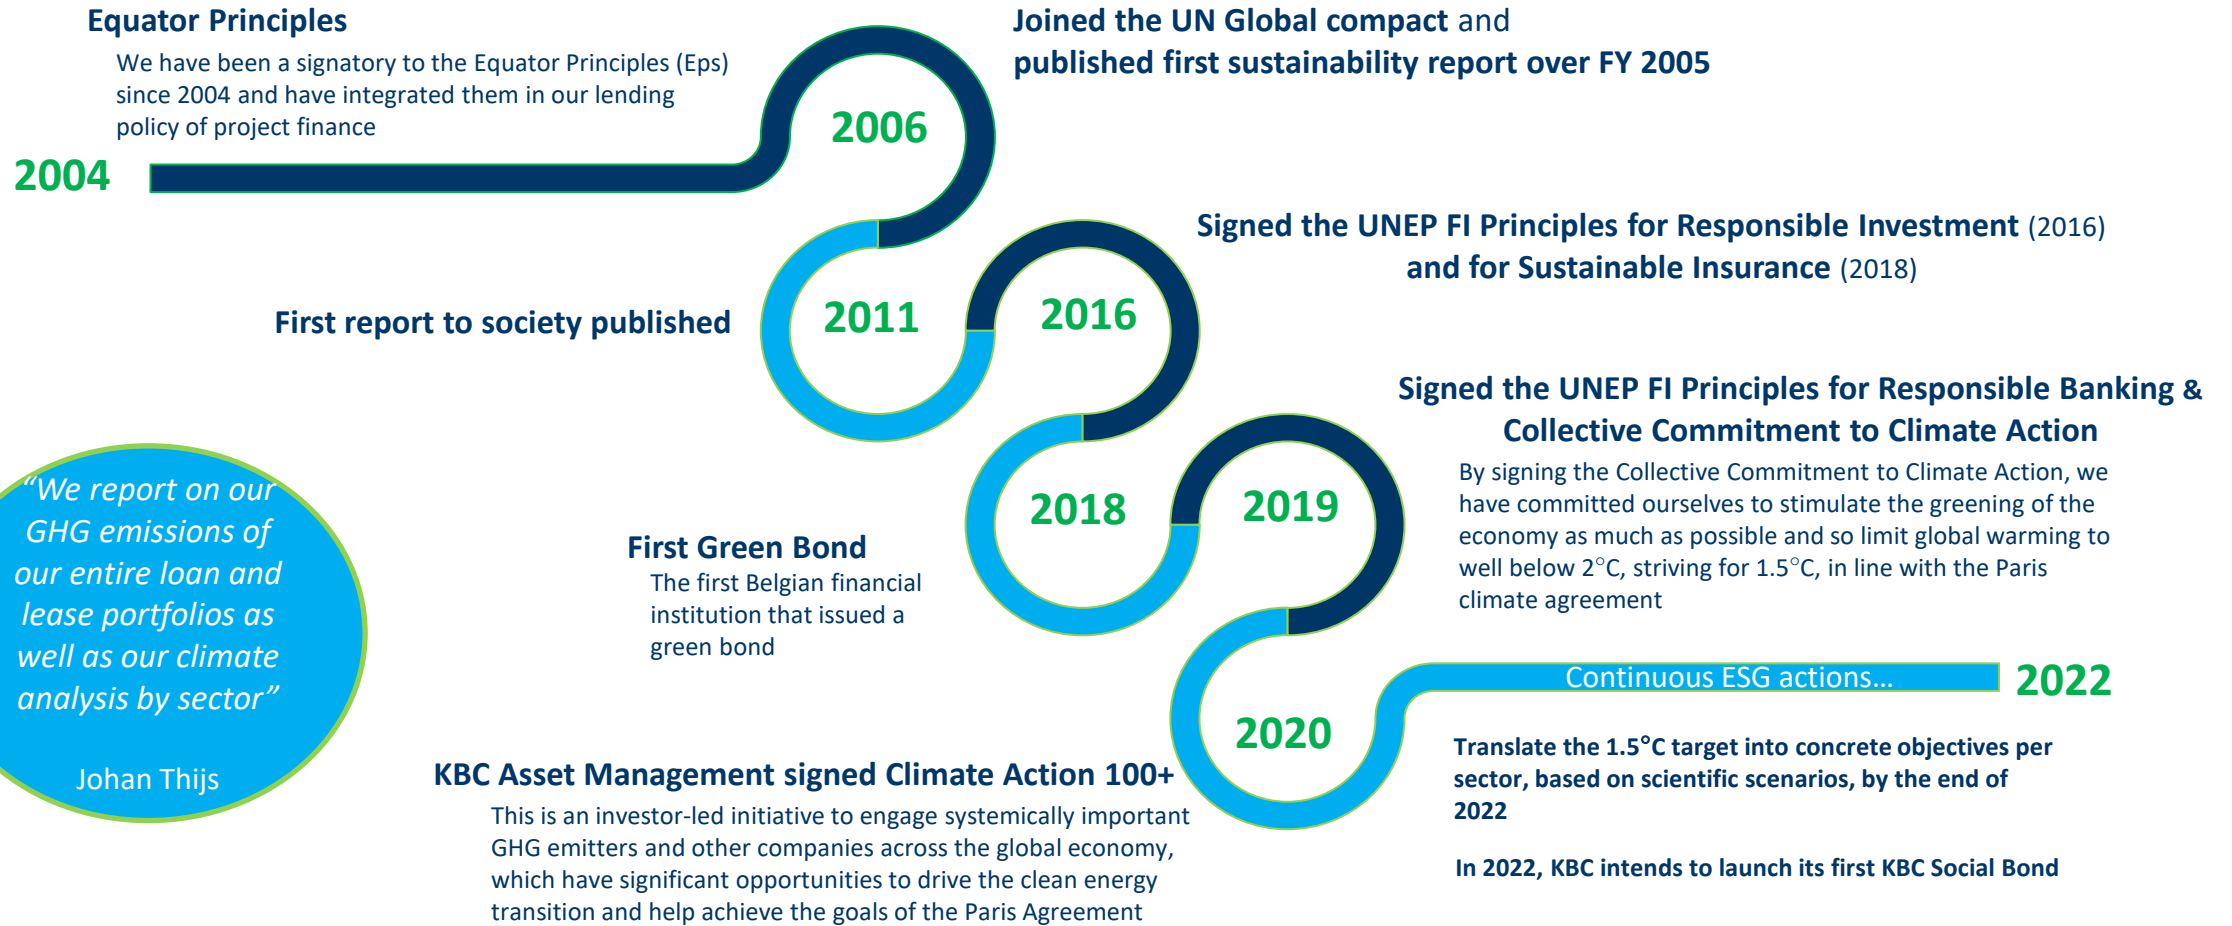 Equator Principles
We have been a signatory to the Equator Principles (Eps)
since 2004 and have integrated them in our lending
policy of project finance
2004
2006
Joined the UN Global compact and
published first sustainability report over FY 2005
First report to society published
2011
2016
Signed the UNEP FI Principles for Responsible Investment (2016)
and for Sustainable Insurance (2018)
First Green Bond
The first Belgian financial
institution that issued a
green bond
2018
2019
Signed the UNEP FI Principles for Responsible Banking &
Collective Commitment to Climate Action
By signing the Collective Commitment to Climate Action, we
have committed ourselves to stimulate the greening of the
economy as much as possible and so limit global warming to
well below 2°C, striving for 1.5°C, in line with the Paris
climate agreement
“We report on our
GHG emissions of
our entire loan and
lease portfolios as
well as our climate
analysis by sector”
Johan Thijs
KBC Asset Management signed Climate Action 100+
This is an investor-led initiative to engage systemically important
GHG emitters and other companies across the global economy,
which have significant opportunities to drive the clean energy
transition and help achieve the goals of the Paris Agreement
2020
Continuous ESG actions...
2022
Translate the 1.5°C target into concrete objectives per
sector, based on scientific scenarios, by the end of
2022
In 2022, KBC intends to launch its first KBC Social Bond